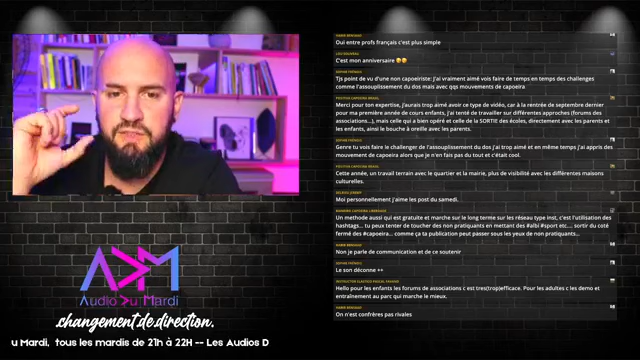 Oui entre profs français c'est plus simple
C'est mon anniversaire
Tjs point de vu d'une non capoeiriste: J'ai vraiment aimé vois faire de temps en temps des challenges
comme l'assouplissement du dos mais avec qqs mouvements de capoeira
Merci pour ton expertise, j'aurais trop aimé avoir ce type de vidéo, car à la rentrée de septembre dernier
pour ma première année de cours enfants, j'ai tenté de travailler sur différentes approches (forums des
associations...), mais celle qui a bien opéré et celle de la SORTIE des écoles, directement avec les parents et
les enfants, ainsi le bouche à oreille avec les parents.
Genre tu vois faire le challenger de l'assouplissement du dos j'ai trop aimé et en même temps j'ai appris des
mouvement de capoeira alors que je n'en fais pas du tout et c'était cool.
Cette année, un travail terrain avec le quartier et la mairie, plus de visibilité avec les différentes maisons
culturelles.
Moi personnellement j'aime les post du samedi.
Un methode aussi qui est gratuite et marche sur le long terme sur les réseau type inst, c'est l'utilisation des
hashtags... tu peux tenter de toucher des non pratiquants en mettant des #albi #sport etc... sortir du coté
fermé des #capoeira... comme ça ta publication peut passer sous les yeux de non pratiquants...
Non je parle de communication et de ce soutenir
Le son déconne ++
Hello pour les enfants les forums de associations c est tres(trop)efficace. Pour les adultes c les demo et
entraînement au parc qui marche le mieux.
On n'est confrères pas rivales
Audio Du Mardi
.changement.de.direction.
u Mardi, tous les mardis de 21h à 22H -- Les Audios D